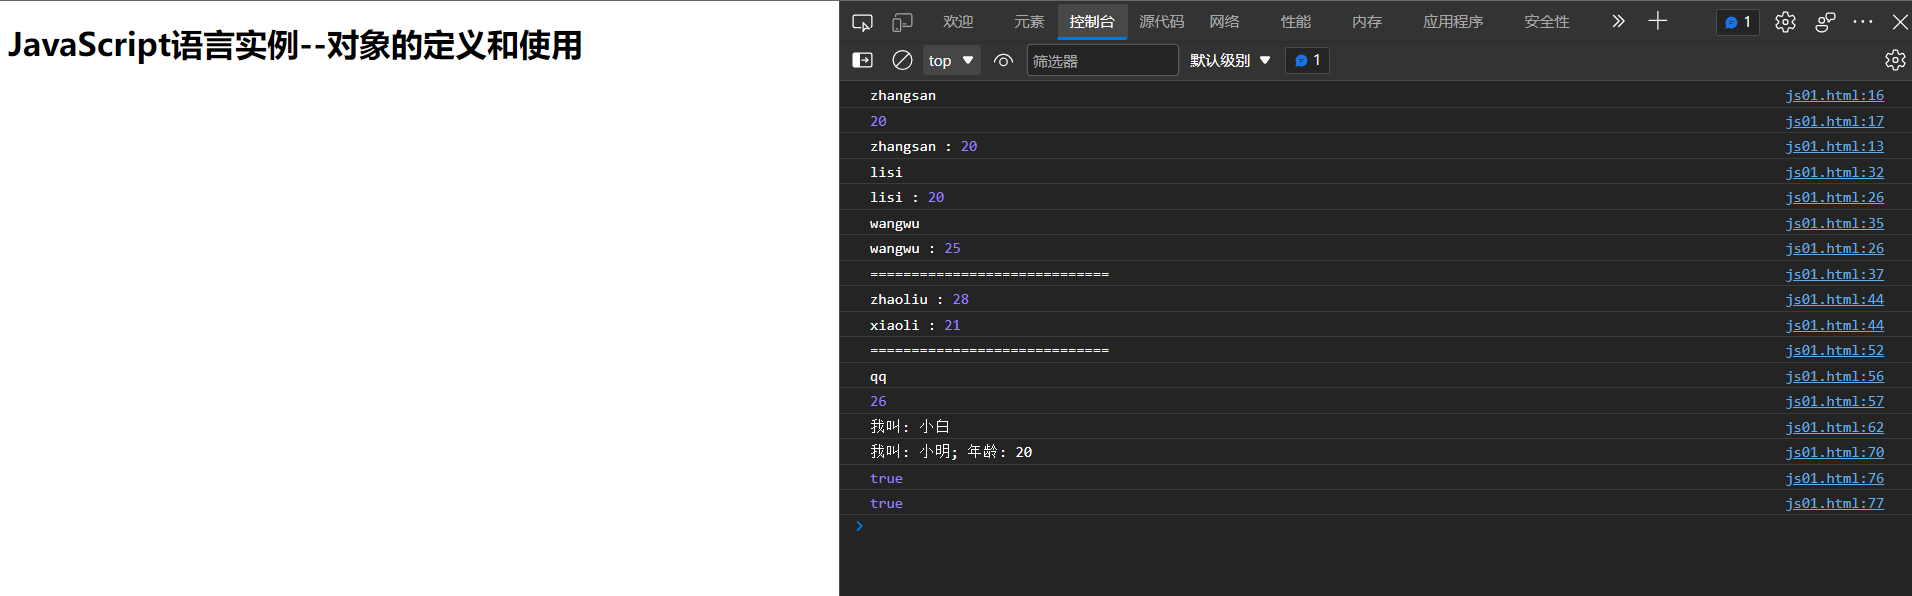 JavaScript语言实例--对象的定义和使用
欢迎 元素 控制台 源代码 网络 性能 内存 应用程序 安全性 1
top 筛选器 默认级别 1
zhangsan js01.html:16
20 js01.html:17
zhangsan : 20 js01.html:13
lisi js01.html:32
lisi : 20 js01.html:26
wangwu js01.html:35
wangwu : 25 js01.html:26
============================= js01.html:37
zhaoliu : 28 js01.html:44
xiaoli : 21 js01.html:44
============================= js01.html:52
qq js01.html:56
26 js01.html:57
我叫: 小白 js01.html:62
我叫: 小明; 年龄: 20 js01.html:70
true js01.html:76
true js01.html:77